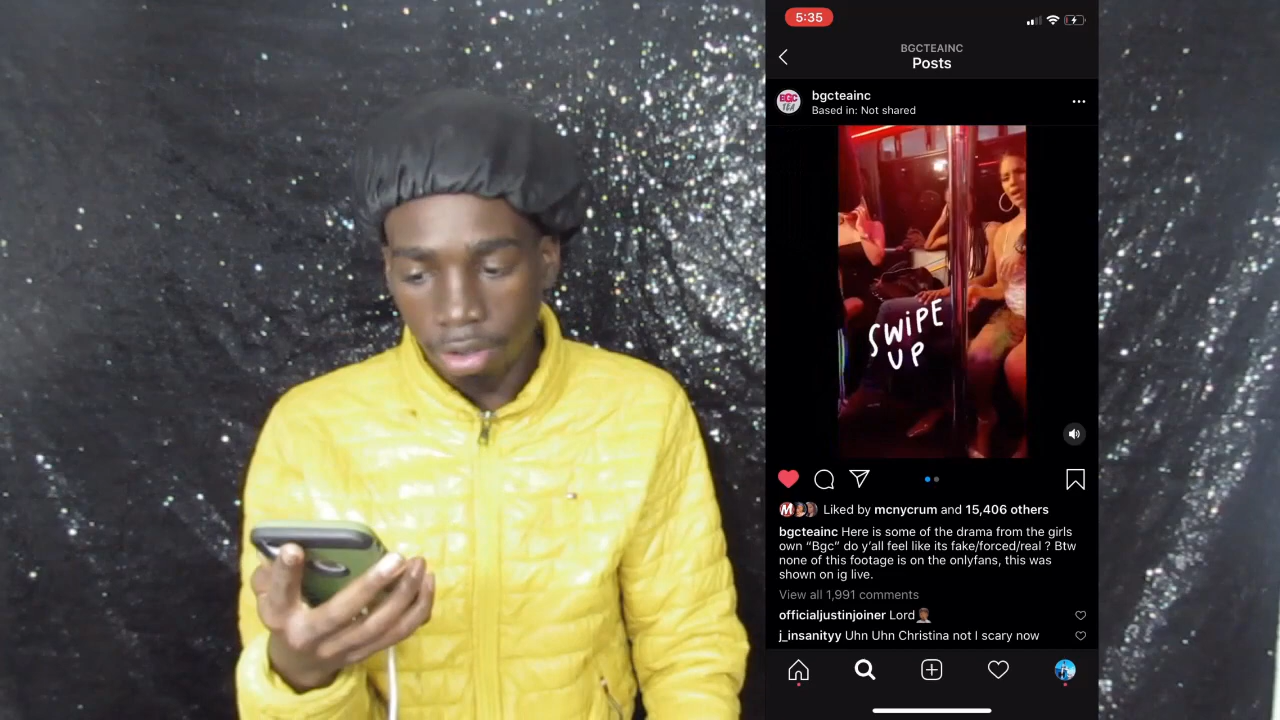 5:35
BGCTEAINC
Posts
BGC
TEA
bgcteainc
Based in: Not shared
SWIPE
UP
Liked by mcnycrum and 15,406 others
bgcteainc Here is some of the drama from the girls
own “Bgc” do y’all feel like its fake/forced/real ? Btw
none of this footage is on the onlyfans, this was
shown on ig live.
View all 1,991 comments
officialjustinjoiner Lord
j_insanityy Uhn Uhn Christina not I scary now